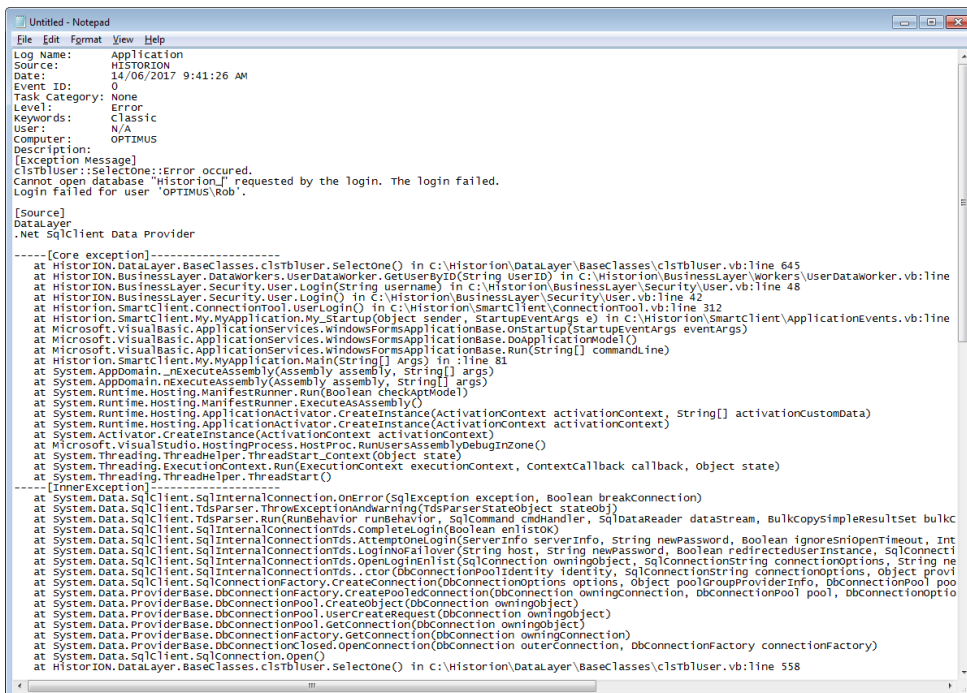 Untitled - Notepad
File Edit Format View Help
Log Name: Application
Source: HISTORION
Date: 14/06/2017 9:41:26 AM
Event ID: 0
Task Category: None
Level: Error
Keywords: Classic
User: N/A
Computer: OPTIMUS
Description:
[Exception Message]
clsTblUser::SelectOne::Error occured.
Cannot open database "Historion_" requested by the login. The login failed.
Login failed for user 'OPTIMUS\Rob'.
[Source]
DataLayer
.Net SqlClient Data Provider
-----[Core exception]--------------------
at HistorION.DataLayer.BaseClasses.clsTblUser.SelectOne() in C:\Historion\DataLayer\BaseClasses\clsTblUser.vb:line 645
at HistorION.BusinessLayer.DataWorkers.UserDataWorker.GetUserByID(String UserID) in C:\Historion\BusinessLayer\Workers\UserDataWorker.vb:line
at HistorION.BusinessLayer.Security.User.Login(String username) in C:\Historion\BusinessLayer\Security\User.vb:line 48
at HistorION.BusinessLayer.Security.User.Login() in C:\Historion\BusinessLayer\Security\User.vb:line 42
at Historion.SmartClient.ConnectionTool.UserLogin() in C:\Historion\SmartClient\ConnectionTool.vb:line 312
at Historion.SmartClient.My.MyApplication.My_Startup(Object sender, StartupEventArgs e) in C:\Historion\SmartClient\ApplicationEvents.vb:line
at Microsoft.VisualBasic.ApplicationServices.WindowsFormsApplicationBase.OnStartup(StartupEventArgs eventArgs)
at Microsoft.VisualBasic.ApplicationServices.WindowsFormsApplicationBase.DoApplicationModel()
at Microsoft.VisualBasic.ApplicationServices.WindowsFormsApplicationBase.Run(String[] commandLine)
at Historion.SmartClient.My.MyApplication.Main(String[] Args) in :line 81
at System.AppDomain._nExecuteAssembly(Assembly assembly, String[] args)
at System.AppDomain.nExecuteAssembly(Assembly assembly, String[] args)
at System.Runtime.Hosting.ManifestRunner.Run(Boolean checkAptModel)
at System.Runtime.Hosting.ManifestRunner.ExecuteAsAssembly()
at System.Runtime.Hosting.ApplicationActivator.CreateInstance(ActivationContext activationContext, String[] activationCustomData)
at System.Runtime.Hosting.ApplicationActivator.CreateInstance(ActivationContext activationContext)
at System.Activator.CreateInstance(ActivationContext activationContext)
at Microsoft.VisualStudio.HostingProcess.HostProc.RunUsersAssemblyDebugInZone()
at System.Threading.ThreadHelper.ThreadStart_Context(Object state)
at System.Threading.ExecutionContext.Run(ExecutionContext executionContext, ContextCallback callback, Object state)
at System.Threading.ThreadHelper.ThreadStart()
-----[InnerException]--------------------
at System.Data.SqlClient.SqlInternalConnection.OnError(SqlException exception, Boolean breakConnection)
at System.Data.SqlClient.TdsParser.ThrowExceptionAndWarning(TdsParserStateObject stateObj)
at System.Data.SqlClient.TdsParser.Run(RunBehavior runBehavior, SqlCommand cmdHandler, SqlDataReader dataStream, BulkCopySimpleResultSet bulkC
at System.Data.SqlClient.SqlInternalConnectionTds.CompleteLogin(Boolean enlistOK)
at System.Data.SqlClient.SqlInternalConnectionTds.AttemptOneLogin(ServerInfo serverInfo, String newPassword, Boolean ignoreSniOpenTimeout, Int
at System.Data.SqlClient.SqlInternalConnectionTds.LoginNoFailover(String host, String newPassword, Boolean redirectedUserInstance, SqlConnecti
at System.Data.SqlClient.SqlInternalConnectionTds.OpenLoginEnlist(SqlConnection owningObject, SqlConnectionString connectionOptions, String ne
at System.Data.SqlClient.SqlInternalConnectionTds..ctor(DbConnectionPoolIdentity identity, SqlConnectionString connectionOptions, Object provi
at System.Data.SqlClient.SqlConnectionFactory.CreateConnection(DbConnectionOptions options, Object poolGroupProviderInfo, DbConnectionPool poo
at System.Data.ProviderBase.DbConnectionFactory.CreatePooledConnection(DbConnection owningConnection, DbConnectionPool pool, DbConnectionOptio
at System.Data.ProviderBase.DbConnectionPool.CreateObject(DbConnection owningObject)
at System.Data.ProviderBase.DbConnectionPool.UserCreateRequest(DbConnection owningObject)
at System.Data.ProviderBase.DbConnectionPool.GetConnection(DbConnection owningObject)
at System.Data.ProviderBase.DbConnectionFactory.GetConnection(DbConnection owningConnection)
at System.Data.ProviderBase.DbConnectionClosed.OpenConnection(DbConnection outerConnection, DbConnectionFactory connectionFactory)
at System.Data.SqlClient.SqlConnection.Open()
at HistorION.DataLayer.BaseClasses.clsTblUser.SelectOne() in C:\Historion\DataLayer\BaseClasses\clsTblUser.vb:line 558